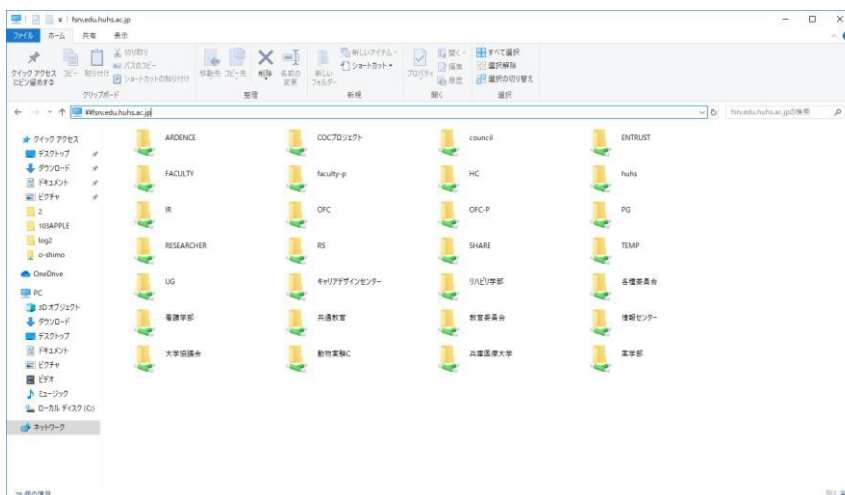 fsrv.edu.huhs.ac.jp
ファイル ホーム 共有 表示
クイック アクセスにピン留めする
コピー
貼り付け
切り取り
パスのコピー
ショートカットの貼り付け
移動先
コピー先
削除
名前の変更
新しいフォルダー
新しいアイテム
ショートカット
プロパティ
開く
編集
履歴
すべて選択
選択解除
選択の切り替え
クリップボード 整理 新規 開く 選択
¥¥fsrv.edu.huhs.ac.jp
fsrv.edu.huhs.ac.jpの検索
クイック アクセス
デスクトップ
ダウンロード
ドキュメント
ピクチャ
2
103APPLE
log2
o-shimo
OneDrive
PC
3D オブジェクト
ダウンロード
デスクトップ
ドキュメント
ピクチャ
ビデオ
ミュージック
ローカル ディスク (C:)
ネットワーク
ARDENCE COCプロジェクト council ENTRUST
FACULTY faculty-p HC huhs
IR OFC OFC-P PG
RESEARCHER RS SHARE TEMP
UG キャリアデザインセンター リハビリ学部 各種委員会
看護学部 共通教育 教育委員会 情報センター
大学協議会 動物実験C 兵庫医療大学 薬学部